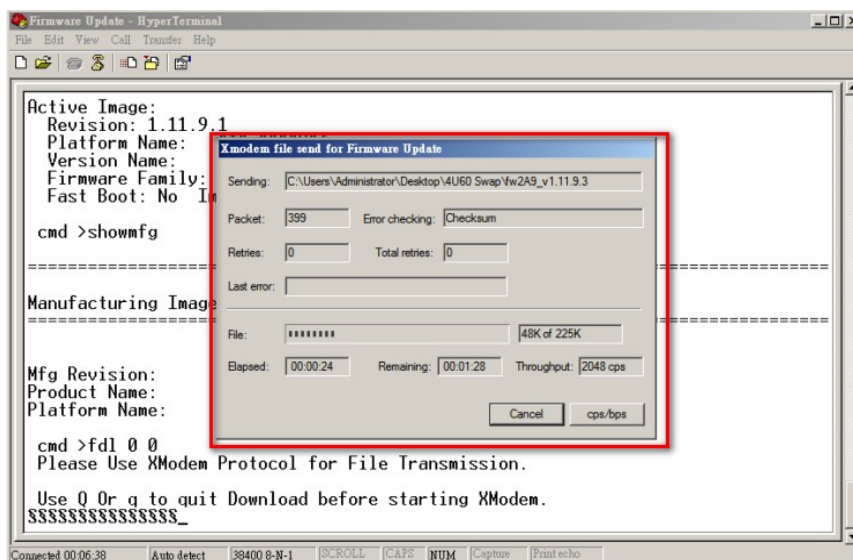 Firmware Update - HyperTerminal
File Edit View Call Transfer Help
Active Image:
Revision: 1.11.9.1
Platform Name:
Version Name:
Firmware Family:
Fast Boot: No
cmd >showmfg
Manufacturing Image
Mfg Revision:
Product Name:
Platform Name:
cmd >fdl 0 0
Please Use XModem Protocol for File Transmission.
Use Q Or q to quit Download before starting XModem.
§§§§§§§§§§§§§§§_
Xmodem file send for Firmware Update
Sending: C:\Users\Administrator\Desktop\4U60 Swap\fw2A9_v1.11.9.3
Packet: 399 Error checking: Checksum
Retries: 0 Total retries: 0
Last error:
File: 48K of 225K
Elapsed: 00:00:24 Remaining: 00:01:28 Throughput: 2048 cps
Cancel cps/bps
Connected 00:06:38 Auto detect 38400 8-N-1 SCROLL CAPS NUM Capture Print echo